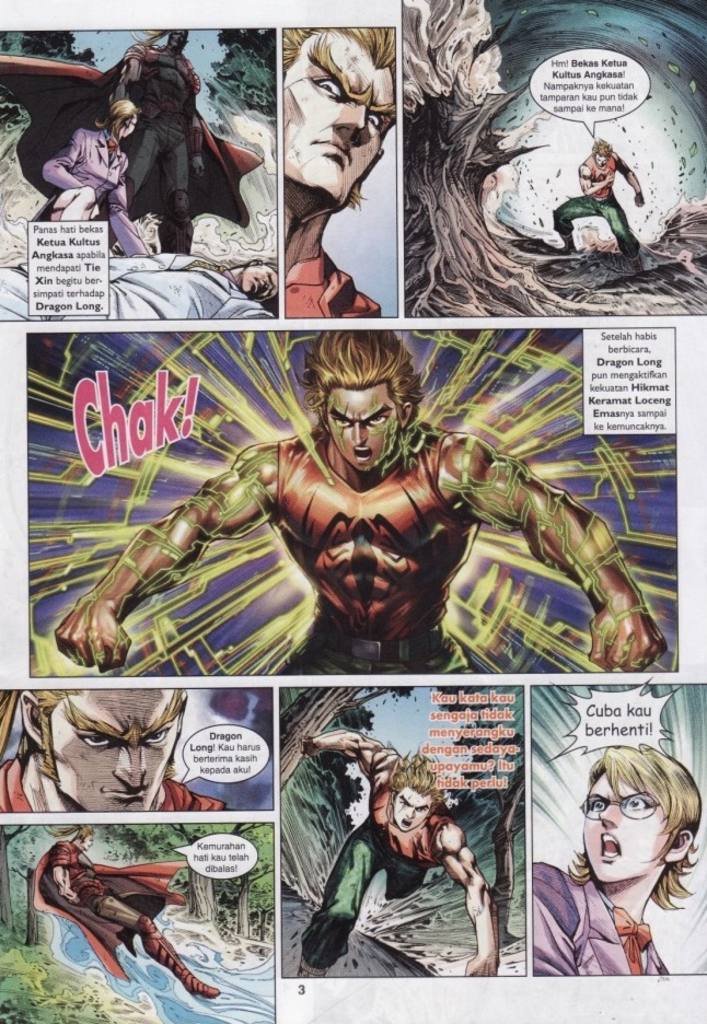 Panas hati bekas
Ketua Kultus
Angkasa apabila
mendapati Tie
Xin begitu ber-
simpati terhadap
Dragon Long.
Hm! Bekas Ketua
Kultus Angkasa!
Nampaknya kekuatan
tamparan kau pun tidak
sampai ke mana!
Setelah habis
berbicara,
Dragon Long
pun mengaktifkan
kekuatan Hikmat
Keramat Loceng
Emasnya sampai
ke kemuncaknya.
Chak!
Dragon
Long! Kau harus
berterima kasih
kepada aku!
Kemurahan
hati kau telah
dibalas!
Kau kata kau
sengaja tidak
menyerangku
dengan sedaya-
upayamu? Itu
tidak perlu!
Cuba kau
berhenti!
3